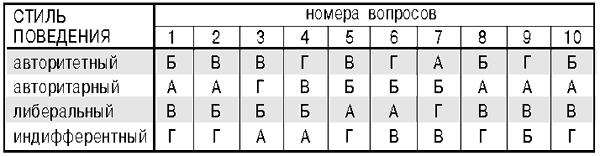 СТИЛЬ ПОВЕДЕНИЯ номера вопросов
1 2 3 4 5 6 7 8 9 10
авторитетный Б В В Г В Г А Б Г Б
авторитарный А А Г В Б Б Б А А А
либеральный В Б Б Б А А Г В В В
индифферентный Г Г А А Г В В Г Б Г